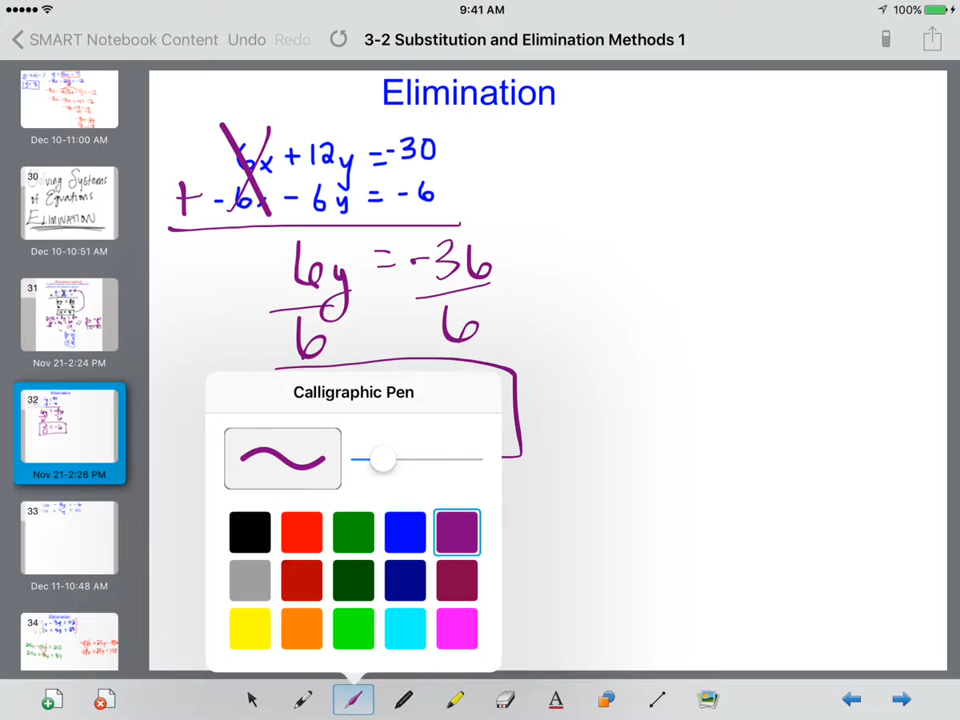 9:41 AM
100%
SMART Notebook Content Undo Redo 3-2 Substitution and Elimination Methods 1
Dec 10-11:00 AM
30
Solving Systems
of Equations
ELIMINATION
Dec 10-10:51 AM
31
Nov 21-2:24 PM
32
Nov 21-2:26 PM
33
Dec 11-10:48 AM
34
Elimination
Elimination
6x + 12y = -30
+ -6x - 6y = -6
6y = -36
6 6
Calligraphic Pen
A